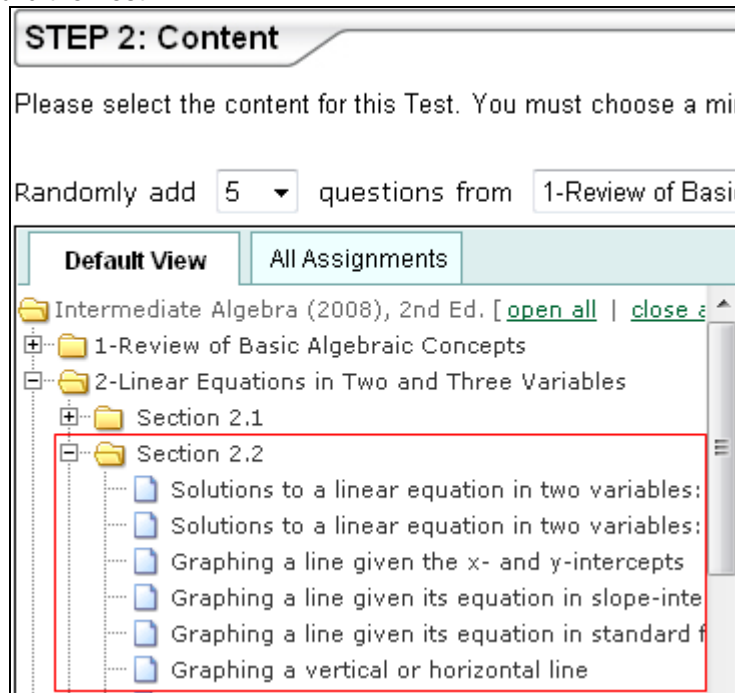 STEP 2: Content
Please select the content for this Test. You must choose a
Randomly add 5 questions from 1-Review of
Default View All Assignments
Intermediate Algebra (2008), 2nd Ed. [ open all | close
1-Review of Basic Algebraic Concepts
2-Linear Equations in Two and Three Variables
Section 2.1
Section 2.2
Solutions to a linear equation in two variables:
Solutions to a linear equation in two variables:
Graphing a line given the x- and y-intercepts
Graphing a line given its equation in slope-inte
Graphing a line given its equation in standard f
Graphing a vertical or horizontal line